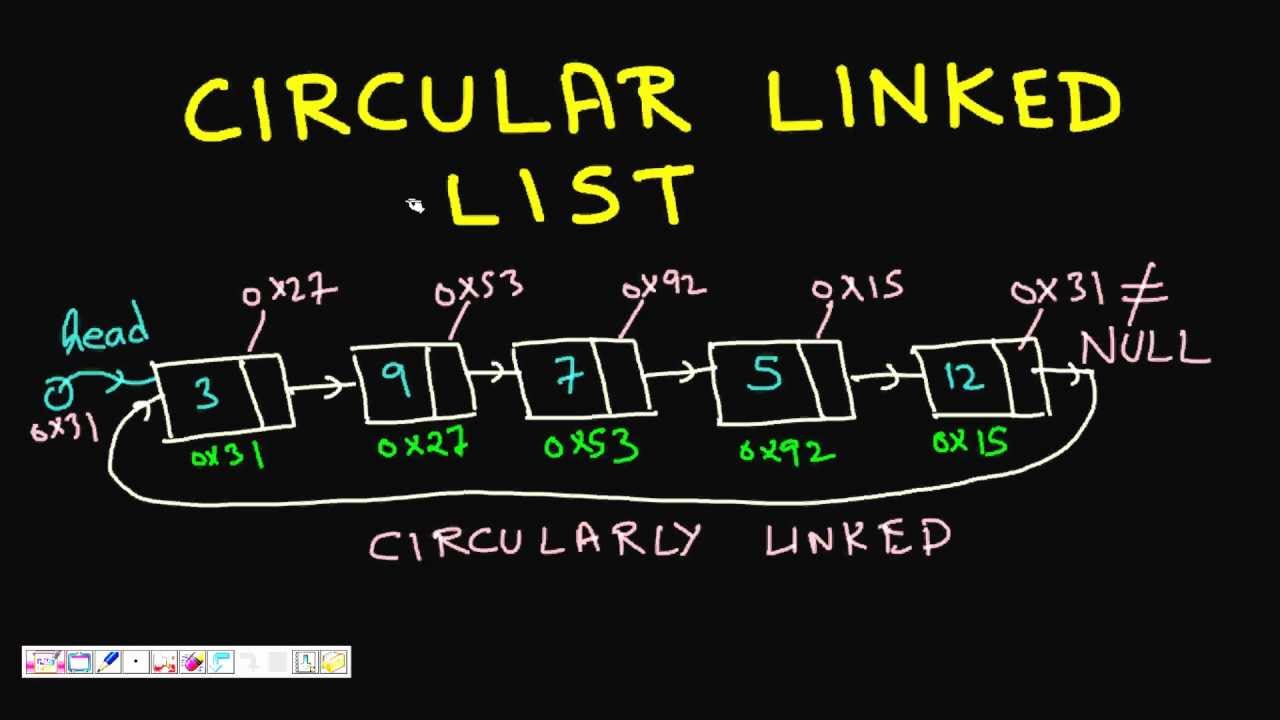 CIRCULAR LINKED
LIST
0x27 0x53 0x92 0x15 0x31 ≠
NULL
head
3 9 7 5 12
0x31
0x31 0x27 0x53 0x92 0x15
CIRCULARLY LINKED